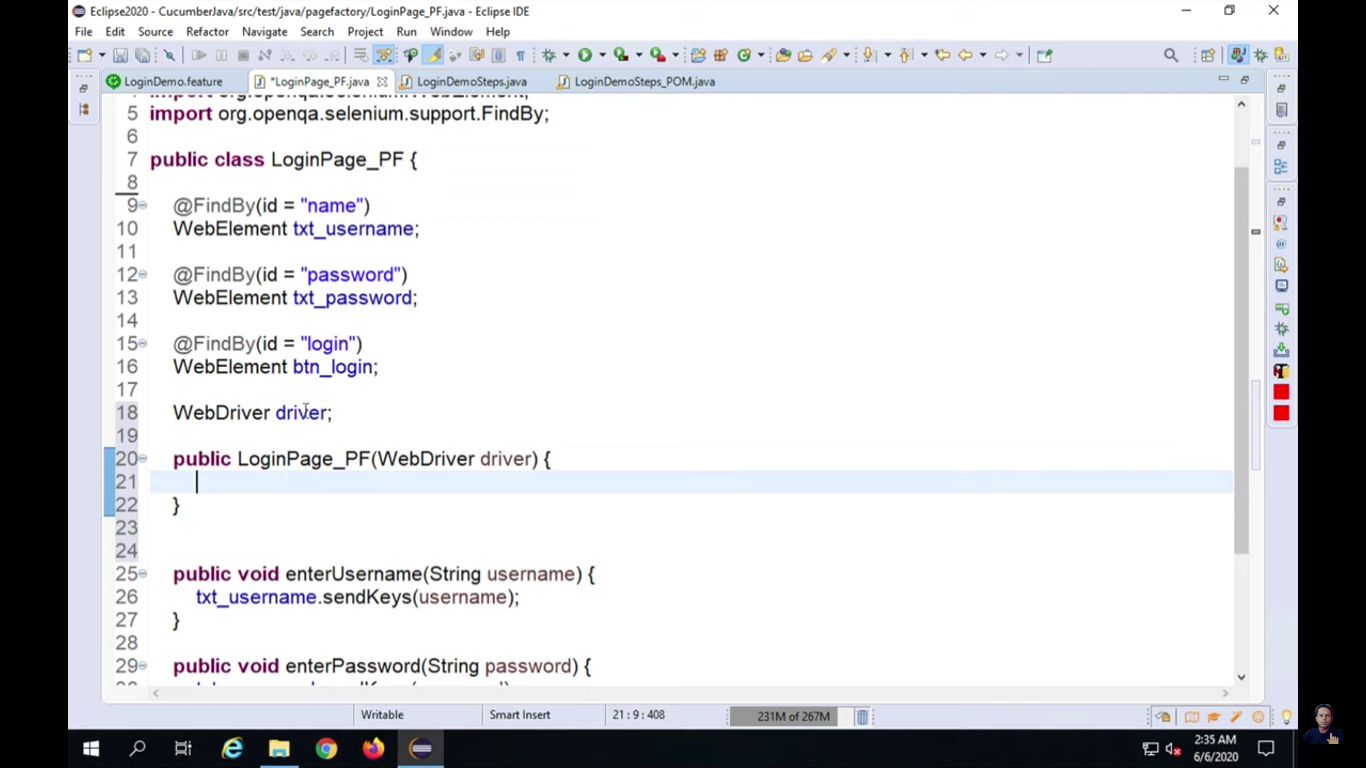 Eclipse2020 - CucumberJava/src/test/java/pagefactory/LoginPage_PF.java - Eclipse IDE
File Edit Source Refactor Navigate Search Project Run Window Help
LoginDemo.feature *LoginPage_PF.java LoginDemoSteps.java LoginDemoSteps_POM.java
5 import org.openqa.selenium.support.FindBy;
6
7 public class LoginPage_PF {
8
9 @FindBy(id = "name")
10 WebElement txt_username;
11
12 @FindBy(id = "password")
13 WebElement txt_password;
14
15 @FindBy(id = "login")
16 WebElement btn_login;
17
18 WebDriver driver;
19
20 public LoginPage_PF(WebDriver driver) {
21
22 }
23
24
25 public void enterUsername(String username) {
26 txt_username.sendKeys(username);
27 }
28
29 public void enterPassword(String password) {
Writable Smart Insert 21 : 9 : 408 231M of 267M
2:35 AM
6/6/2020